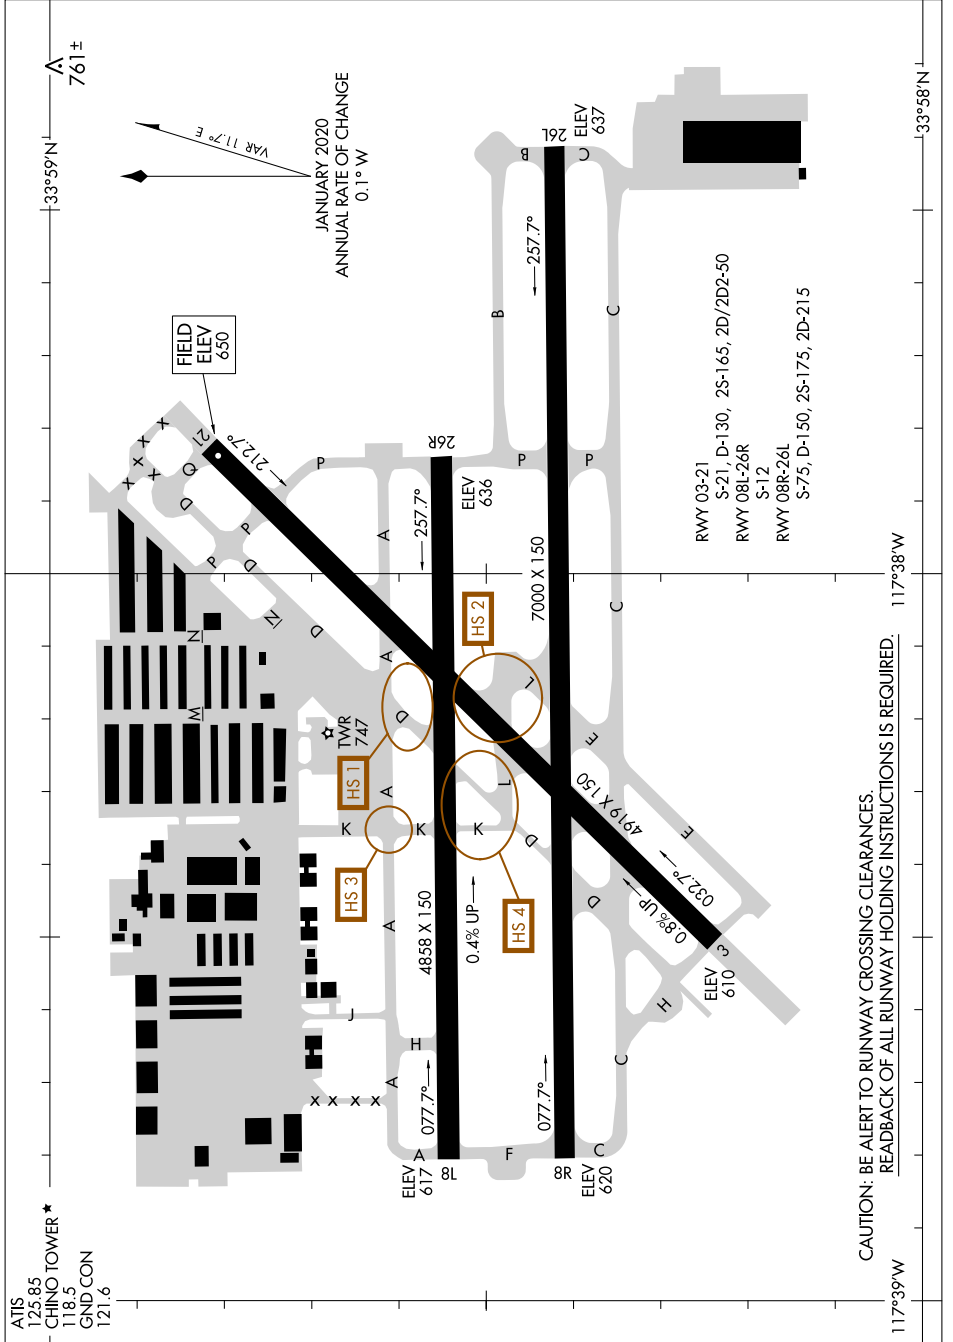 ATIS
125.85
CHINO TOWER ★
118.5
GND CON
121.6
33°59'N
761±
VAR 11.7° E
JANUARY 2020
ANNUAL RATE OF CHANGE
0.1° W
FIELD
ELEV
650
21
212.7°
X X X
X X X
Q
D
P
P
D
N
D
N
M
P
A
26R
ELEV
636
257.7°
TWR
747
A
D
HS 1
A
K
K
HS 3
A
J
H
A
X X X X
077.7°
A
ELEV
617
8L
4858 X 150
0.4% UP
HS 2
L
L
K
HS 4
D
F
B
B
26L
ELEV
637
C
257.7°
C
P
P
7000 X 150
C
E
E
4919 X 150
032.7°
0.8% UP
D
3
ELEV
610
H
C
077.7°
8R
C
ELEV
620
RWY 03-21
S-21, D-130, 2S-165, 2D/2D2-50
RWY 08L-26R
S-12
RWY 08R-26L
S-75, D-150, 2S-175, 2D-215
CAUTION: BE ALERT TO RUNWAY CROSSING CLEARANCES.
READBACK OF ALL RUNWAY HOLDING INSTRUCTIONS IS REQUIRED.
33°58'N
117°38'W
117°39'W